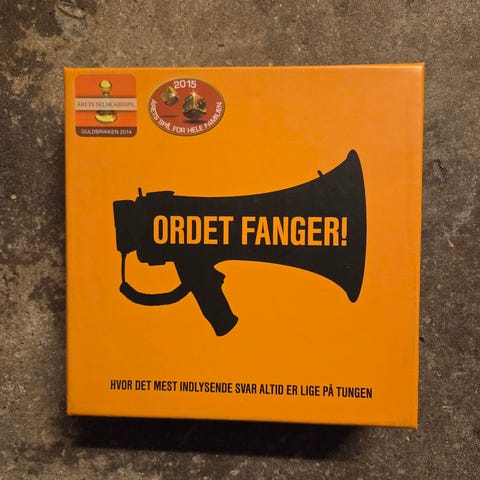 ÅRETS SELSKABSSPIL
GULDBRIKKEN 2014
2015
ÅRETS SPIL FOR HELE FAMILIEN
ORDET FANGER!
HVOR DET MEST INDLYSENDE SVAR ALTID ER LIGE PÅ TUNGEN